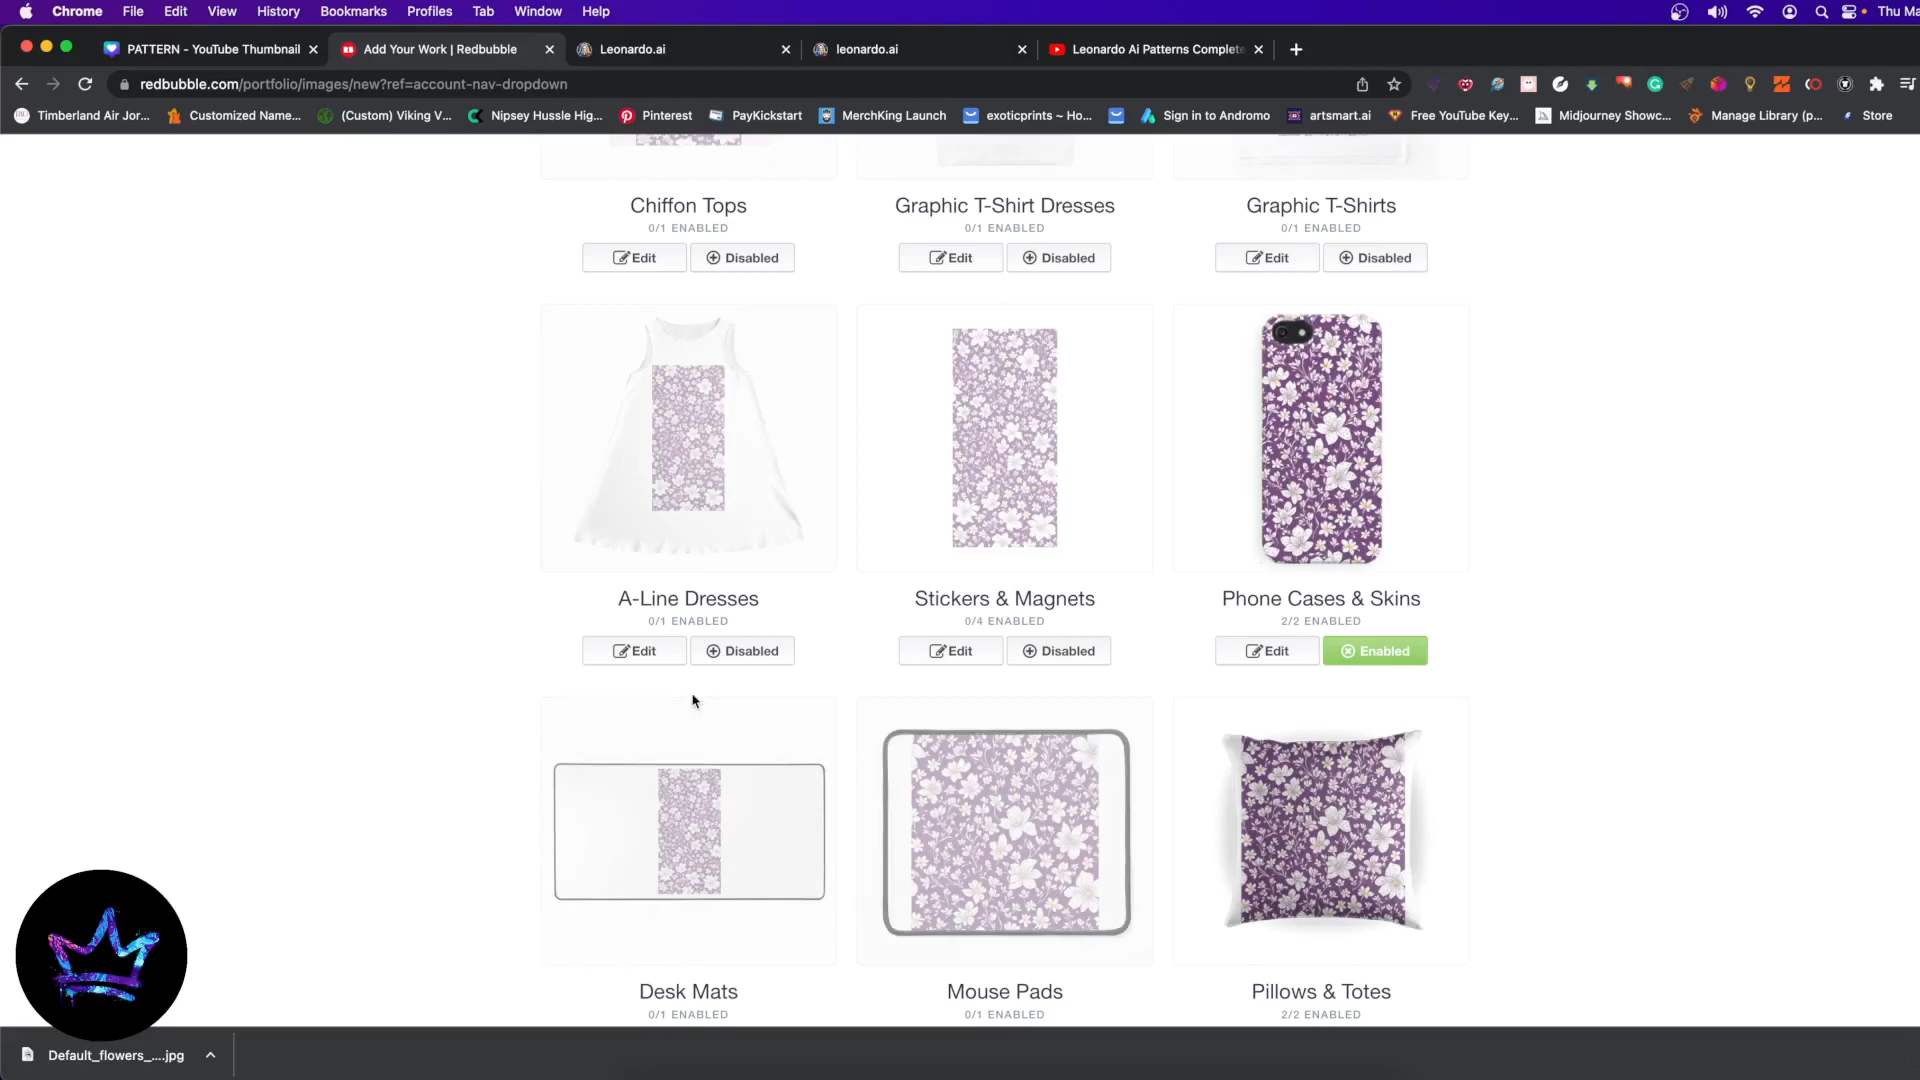 Chrome File Edit View History Bookmarks Profiles Tab Window Help Thu Ma
PATTERN - YouTube Thumbnail Add Your Work | Redbubble Leonardo.ai leonardo.ai Leonardo Ai Patterns Complete
redbubble.com/portfolio/images/new?ref=account-nav-dropdown
Timberland Air Jor... Customized Name... (Custom) Viking V... Nipsey Hussle Hig... Pinterest PayKickstart MerchKing Launch exoticprints ~ Ho... Sign in to Andromo artsmart.ai Free YouTube Key... Midjourney Showc... Manage Library (p... Store
Chiffon Tops Graphic T-Shirt Dresses Graphic T-Shirts
0/1 ENABLED 0/1 ENABLED 0/1 ENABLED
Edit Disabled Edit Disabled Edit Disabled
A-Line Dresses Stickers & Magnets Phone Cases & Skins
0/1 ENABLED 0/4 ENABLED 2/2 ENABLED
Edit Disabled Edit Disabled Edit Enabled
Desk Mats Mouse Pads Pillows & Totes
0/1 ENABLED 0/1 ENABLED 2/2 ENABLED
Default_flowers_....jpg